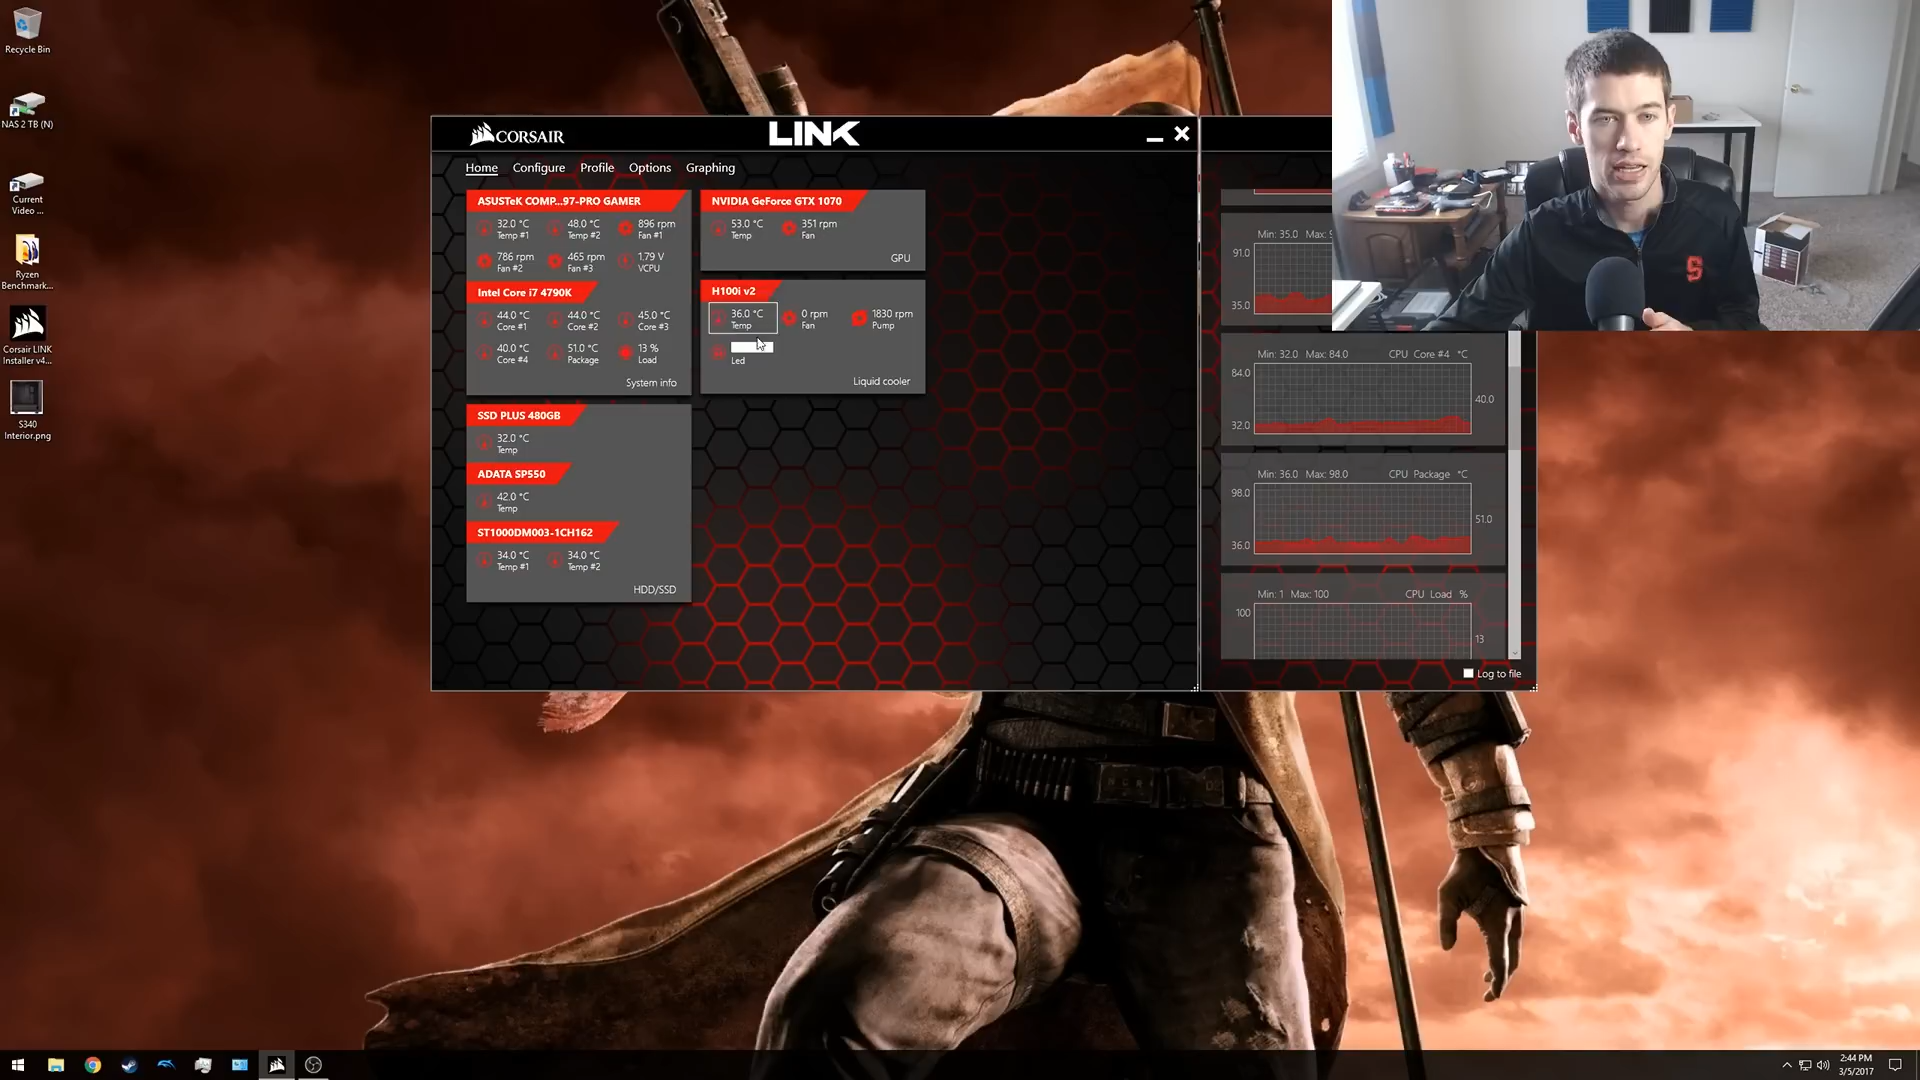 Recycle Bin
NAS 2 TB (N)
Current
Video ...
Ryzen
Benchmark...
Corsair LINK
Installer v4...
S340
Interior.png
CORSAIR
LINK
Home Configure Profile Options Graphing
ASUSTeK COMP...97-PRO GAMER
32.0 °C
Temp #1
48.0 °C
Temp #2
896 rpm
Fan #1
786 rpm
Fan #2
465 rpm
Fan #3
1.79 V
VCPU
Intel Core i7 4790K
44.0 °C
Core #1
44.0 °C
Core #2
45.0 °C
Core #3
40.0 °C
Core #4
51.0 °C
Package
13 %
Load
System info
SSD PLUS 480GB
32.0 °C
Temp
ADATA SP550
42.0 °C
Temp
ST1000DM003-1CH162
34.0 °C
Temp #1
34.0 °C
Temp #2
HDD/SSD
NVIDIA GeForce GTX 1070
53.0 °C
Temp
351 rpm
Fan
GPU
H100i v2
36.0 °C
Temp
0 rpm
Fan
1830 rpm
Pump
Led
Liquid cooler
Min: 35.0 Max:
91.0
35.0
Min: 32.0 Max: 84.0 CPU Core #4 °C
84.0
40.0
32.0
Min: 36.0 Max: 98.0 CPU Package °C
98.0
51.0
36.0
Min: 1 Max: 100 CPU Load %
100
13
Log to file
S
2:44 PM
3/5/2017